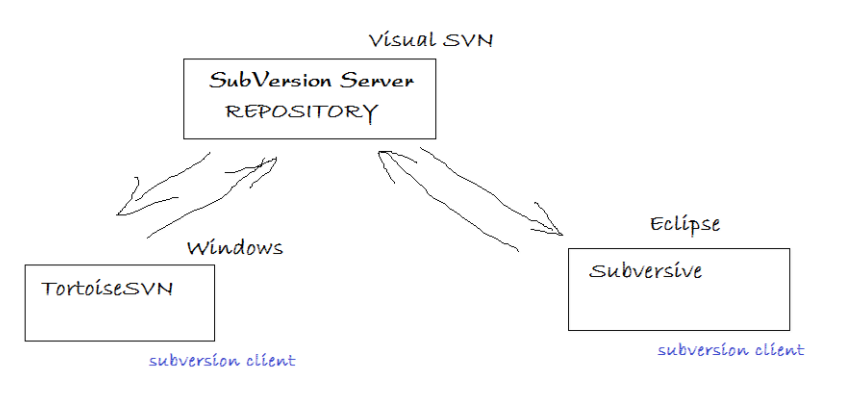 Visual SVN
SubVersion Server
REPOSITORY
Windows
TortoiseSVN
subversion client
Eclipse
Subversive
subversion client